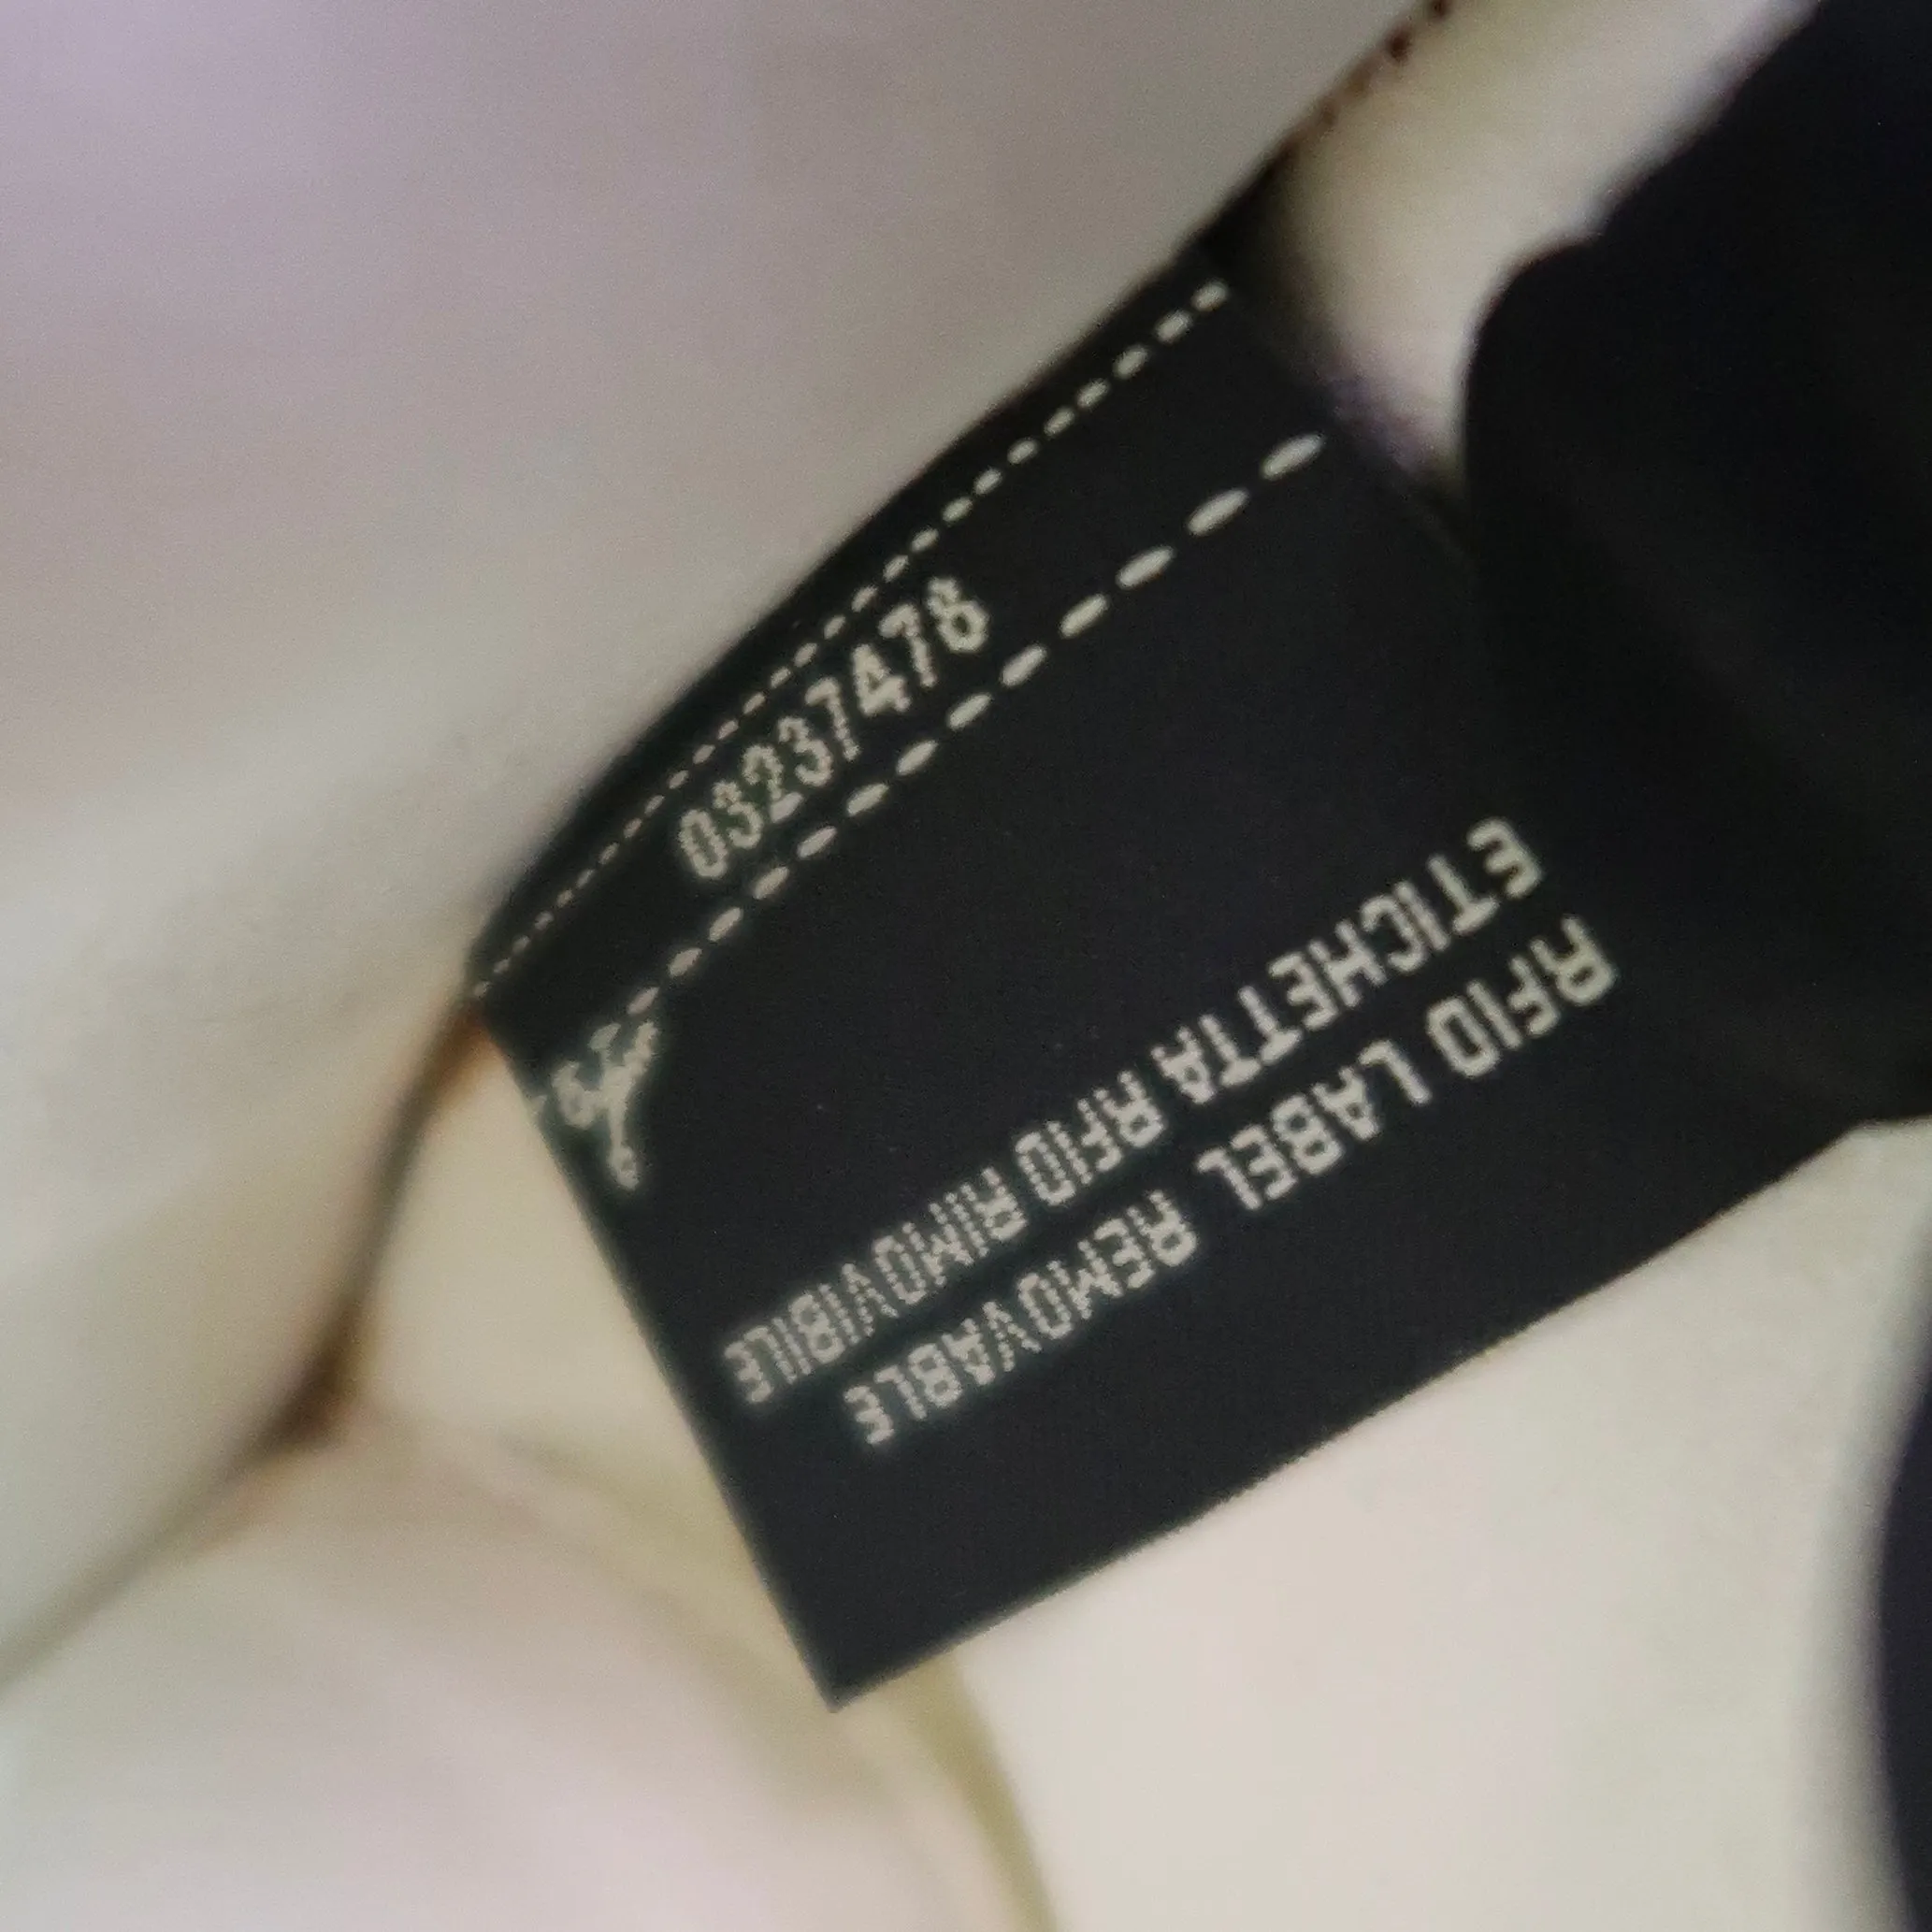 03237478
ETICHETTA RFID RIMOVIBILE
RFID LABEL REMOVABLE